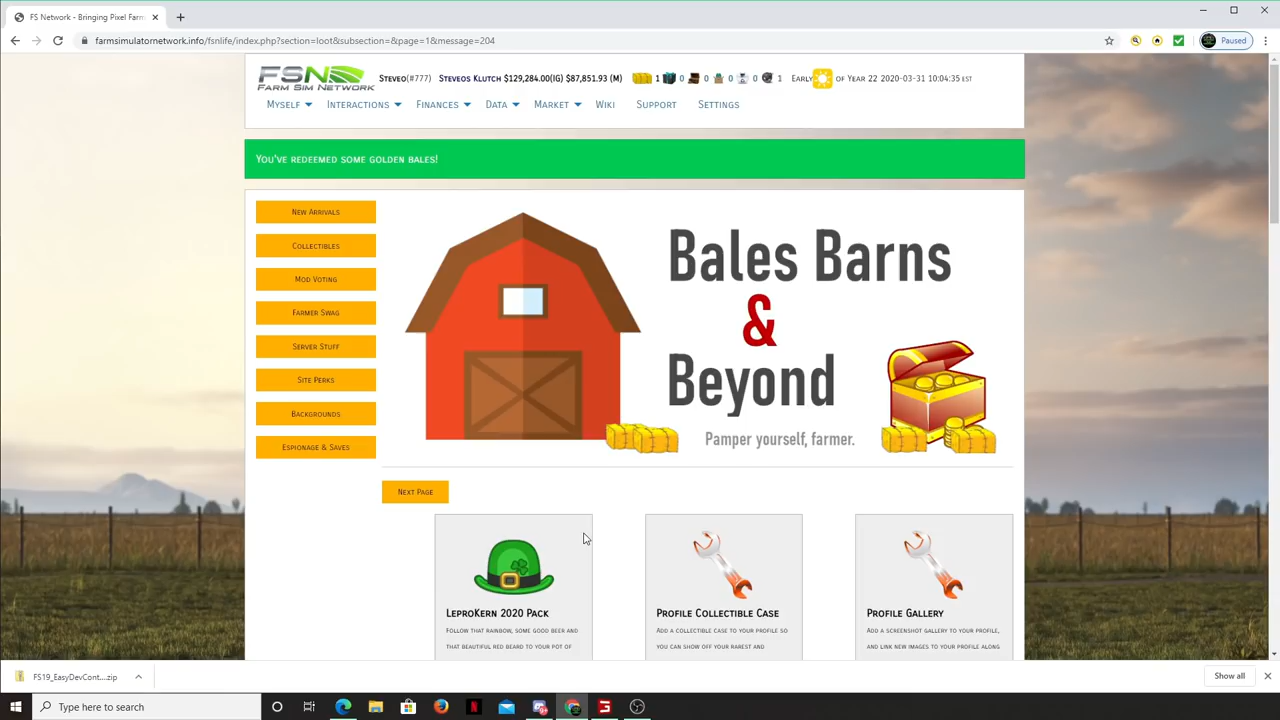 FS Network - Bringing Pixel Farm
farmsimulatornetwork.info/fsnlife/index.php?section=loot&subsection=&page=1&message=204
Paused
FSN
FARM SIM NETWORK
STEVEO(#777) STEVEOS KLUTCH $129,284.00(IG) $87,851.93 (M) 1 0 0 0 0 1 EARLY OF YEAR 22 2020-03-31 10:04:35 EST
MYSELF INTERACTIONS FINANCES DATA MARKET WIKI SUPPORT SETTINGS
YOU'VE REDEEMED SOME GOLDEN BALES!
NEW ARRIVALS
COLLECTIBLES
MOD VOTING
FARMER SWAG
SERVER STUFF
SITE PERKS
BACKGROUNDS
ESPIONAGE & SAVES
Bales Barns
&
Beyond
Pamper yourself, farmer.
NEXT PAGE
LEPROKERN 2020 PACK
FOLLOW THAT RAINBOW, SOME GOOD BEER AND
THAT BEAUTIFUL RED BEARD TO YOUR POT OF
PROFILE COLLECTIBLE CASE
ADD A COLLECTIBLE CASE TO YOUR PROFILE SO
YOU CAN SHOW OFF YOUR RAREST AND
PROFILE GALLERY
ADD A SCREENSHOT GALLERY TO YOUR PROFILE,
AND LINK NEW IMAGES TO YOUR PROFILE ALONG
FS19_EasyDevCont....zip
Show all
Type here to search